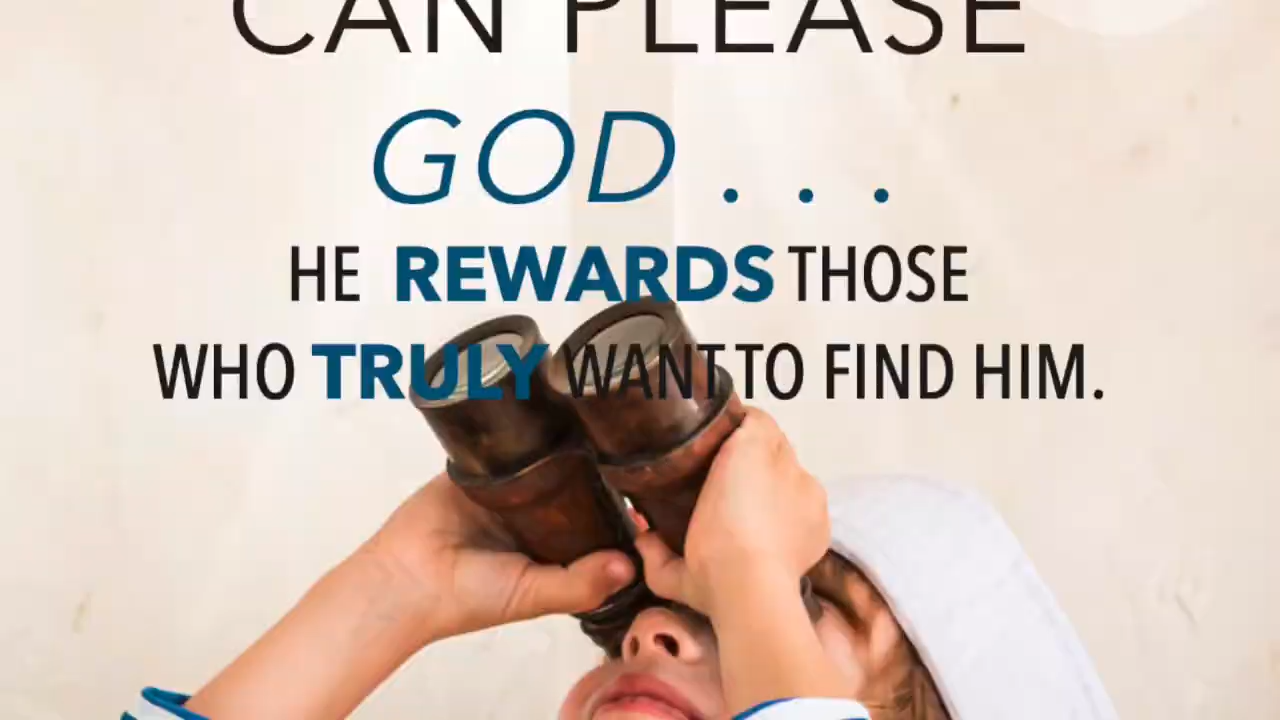 CAN PLEASE
GOD . . .
HE REWARDS THOSE
WHO TRULY WANT TO FIND HIM.